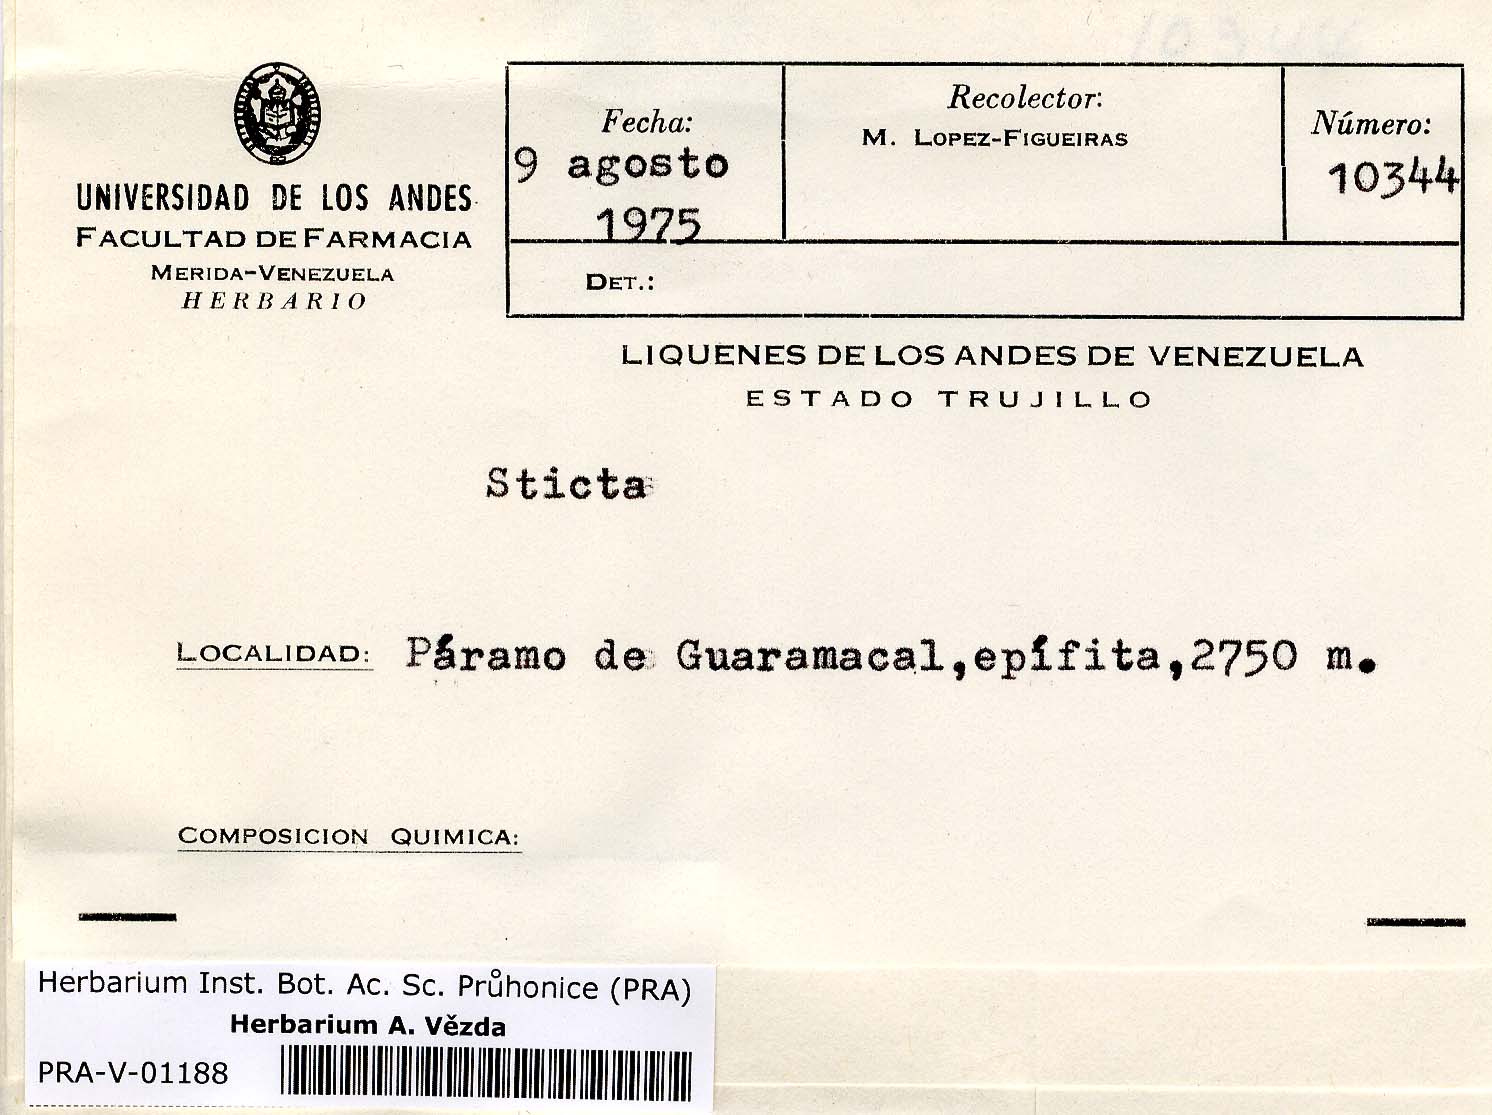 UNIVERSIDAD DE LOS ANDES
FACULTAD DE FARMACIA
MERIDA-VENEZUELA
HERBARIO
Fecha:
9 agosto
1975
Recolector:
M. LOPEZ-FIGUEIRAS
Número:
10344
DET.:
LIQUENES DE LOS ANDES DE VENEZUELA
ESTADO TRUJILLO
Sticta
LOCALIDAD: Páramo de Guaramacal,epífita,2750 m.
COMPOSICION QUIMICA:
Herbarium Inst. Bot. Ac. Sc. Průhonice (PRA)
Herbarium A. Vězda
PRA-V-01188